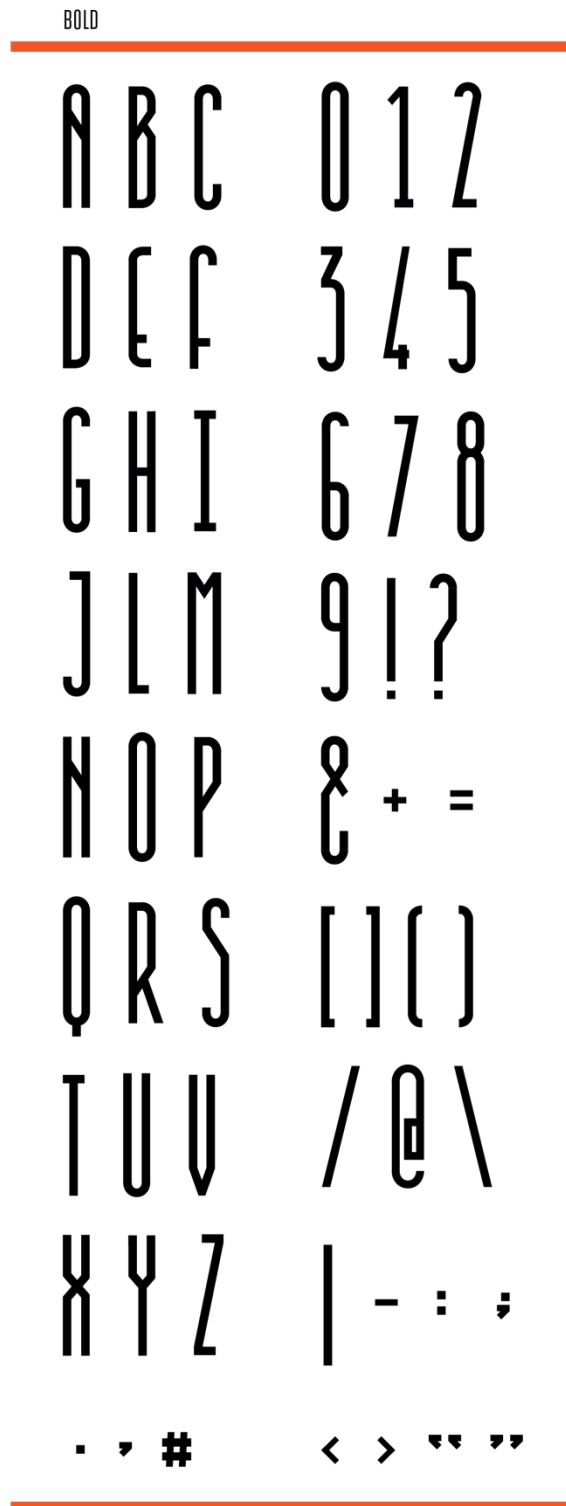 BOLD
A B C 0 1 2
D E F 3 4 5
G H I 6 7 8
J L M 9 ! ?
N O P & + =
Q R S [ ] ( )
T U V / @ \
X Y Z | - : ;
. , # < > “ ”